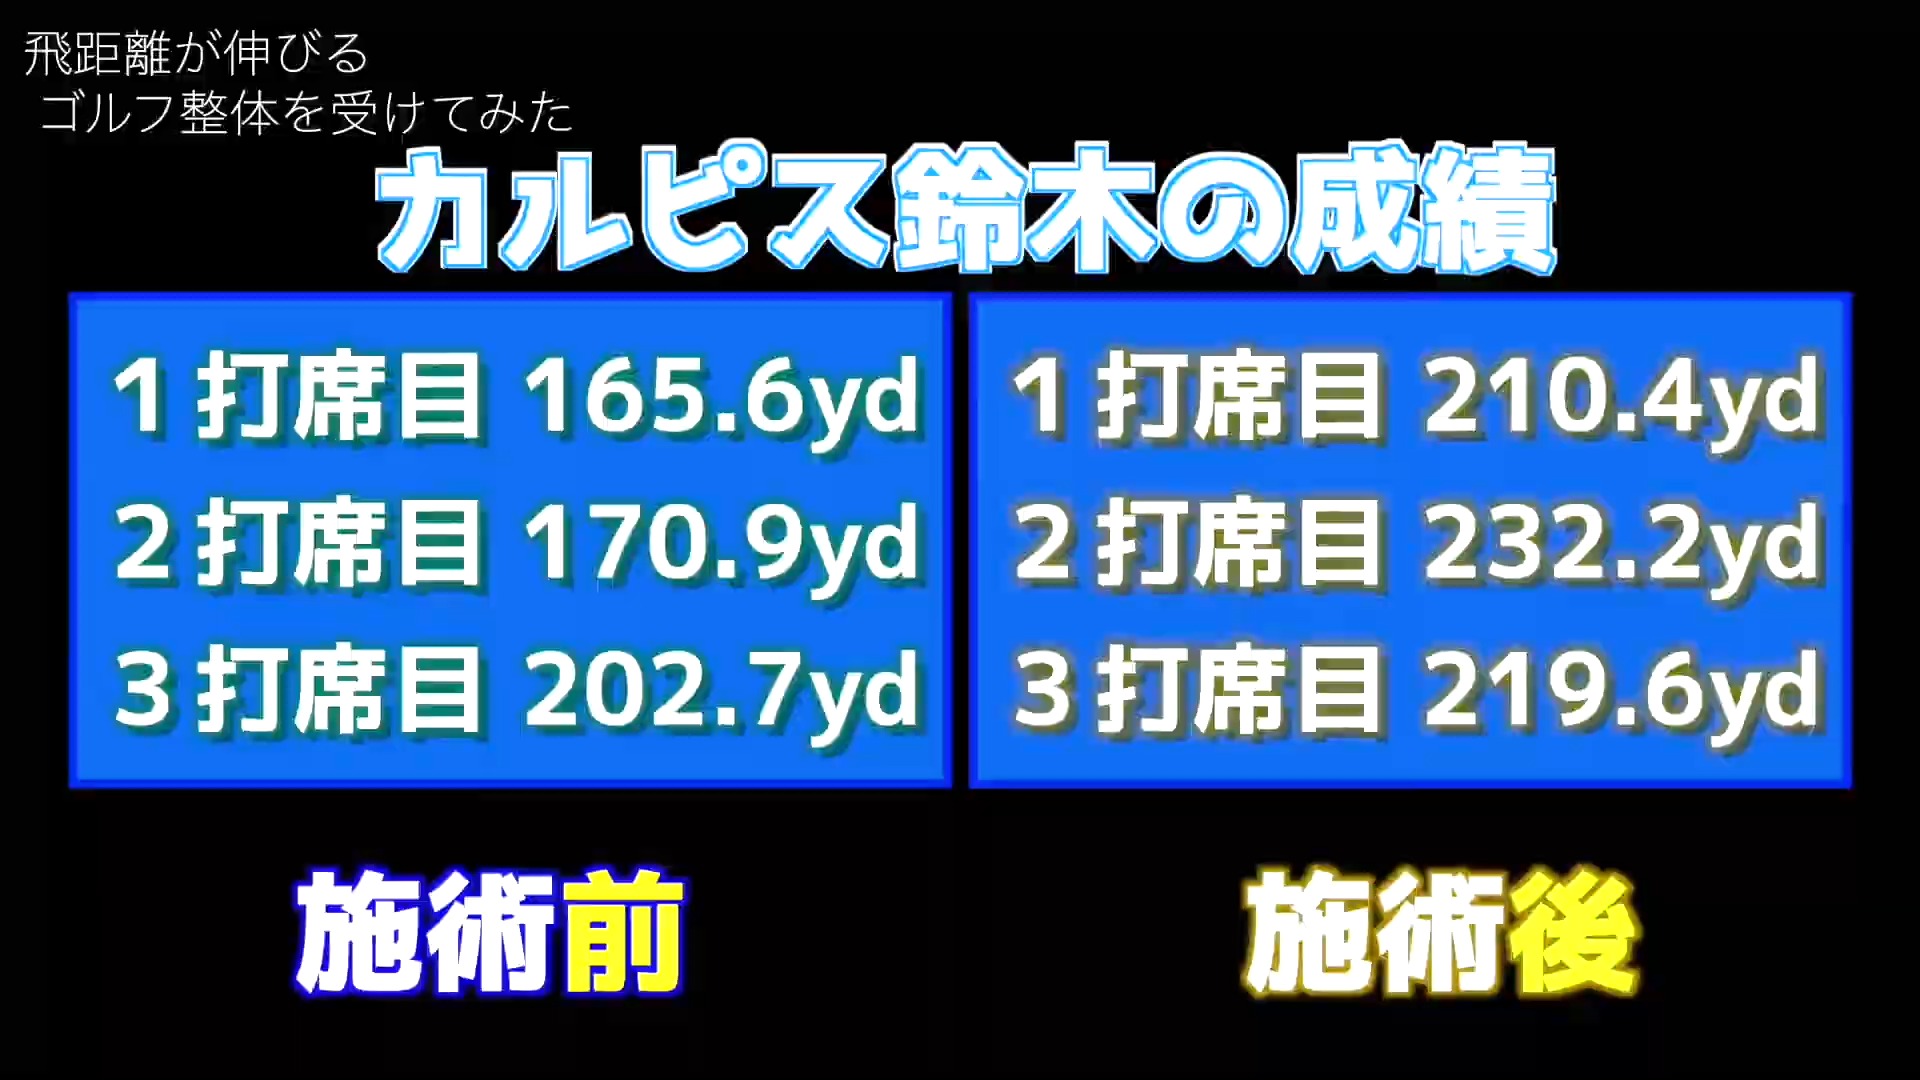 飛距離が伸びる
ゴルフ整体を受けてみた
カルピス鈴木の成績
1打席目 165.6yd
2打席目 170.9yd
3打席目 202.7yd
施術前
1打席目 210.4yd
2打席目 232.2yd
3打席目 219.6yd
施術後